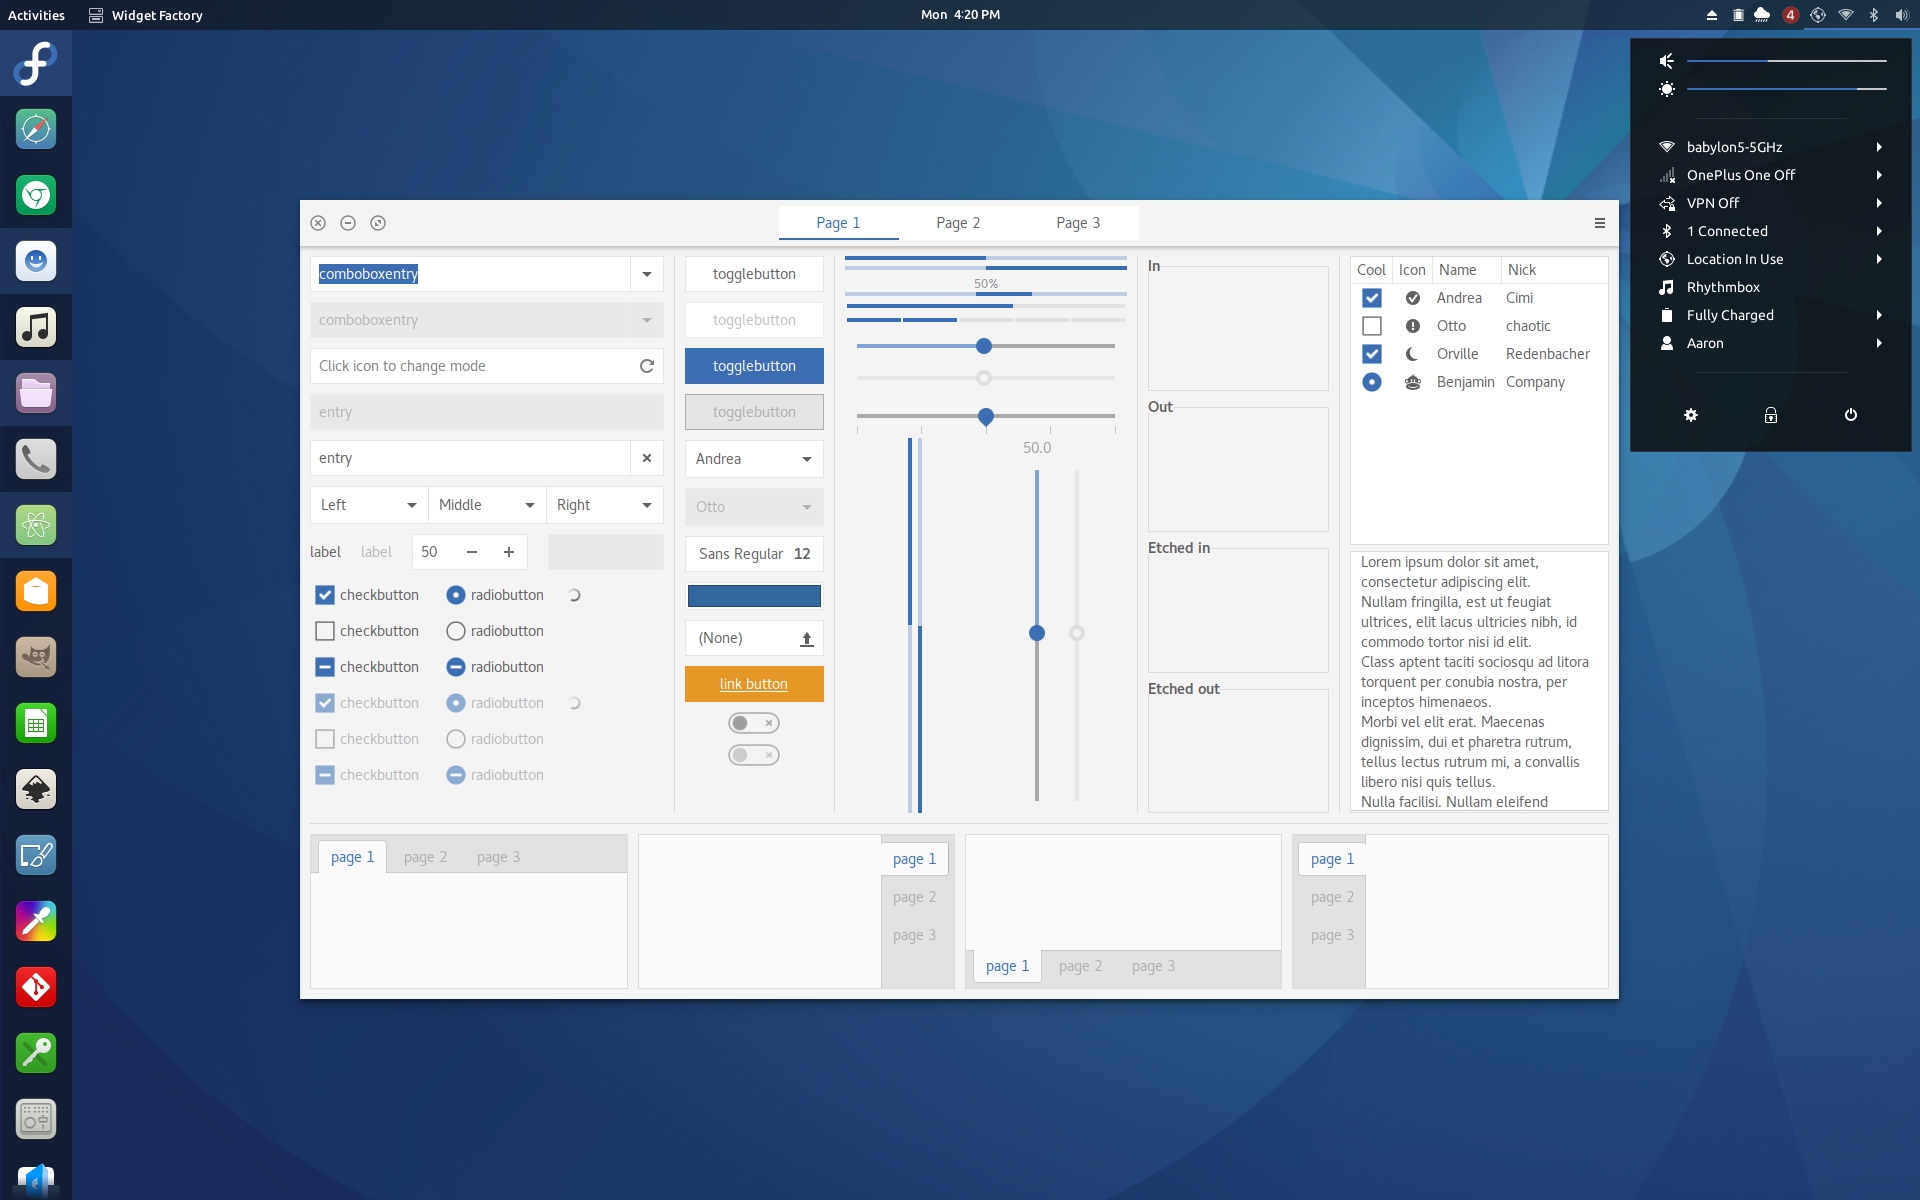 Activities
Widget Factory
Mon 4:20 PM
4
babylon5-5GHz
OnePlus One Off
VPN Off
1 Connected
Location In Use
Rhythmbox
Fully Charged
Aaron
Page 1 Page 2 Page 3
comboboxentry
comboboxentry
Click icon to change mode
entry
entry
Left Middle Right
label label 50
checkbutton radiobutton
checkbutton radiobutton
checkbutton radiobutton
checkbutton radiobutton
checkbutton radiobutton
checkbutton radiobutton
togglebutton
togglebutton
togglebutton
togglebutton
Andrea
Otto
Sans Regular 12
(None)
link button
50%
50.0
In
Out
Etched in
Etched out
Cool Icon Name Nick
Andrea Cimi
Otto chaotic
Orville Redenbacher
Benjamin Company
Lorem ipsum dolor sit amet,
consectetur adipiscing elit.
Nullam fringilla, est ut feugiat
ultrices, elit lacus ultricies nibh, id
commodo tortor nisi id elit.
Class aptent taciti sociosqu ad litora
torquent per conubia nostra, per
inceptos himenaeos.
Morbi vel elit erat. Maecenas
dignissim, dui et pharetra rutrum,
tellus lectus rutrum mi, a convallis
libero nisi quis tellus.
Nulla facilisi. Nullam eleifend
page 1 page 2 page 3
page 1
page 2
page 3
page 1 page 2 page 3
page 1
page 2
page 3